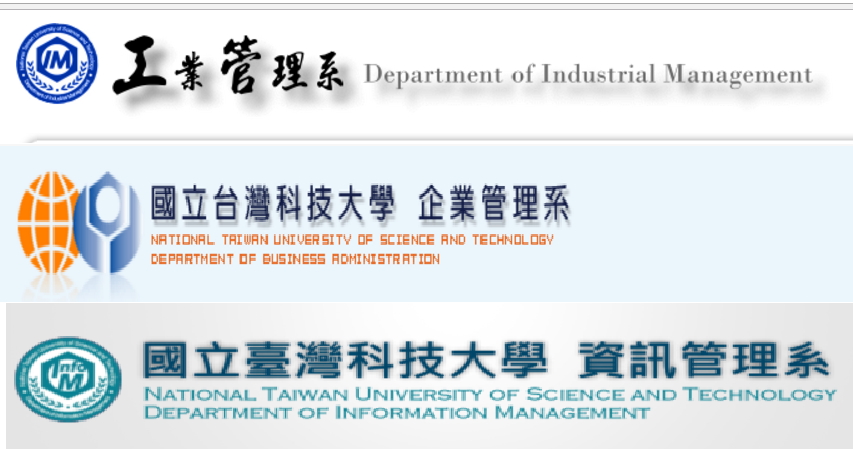 IM
工業管理系 Department of Industrial Management
國立台灣科技大學 企業管理系
NATIONAL TAIWAN UNIVERSITY OF SCIENCE AND TECHNOLOGY
DEPARTMENT OF BUSINESS ADMINISTRATION
Info
M
國立臺灣科技大學 資訊管理系
NATIONAL TAIWAN UNIVERSITY OF SCIENCE AND TECHNOLOGY
DEPARTMENT OF INFORMATION MANAGEMENT